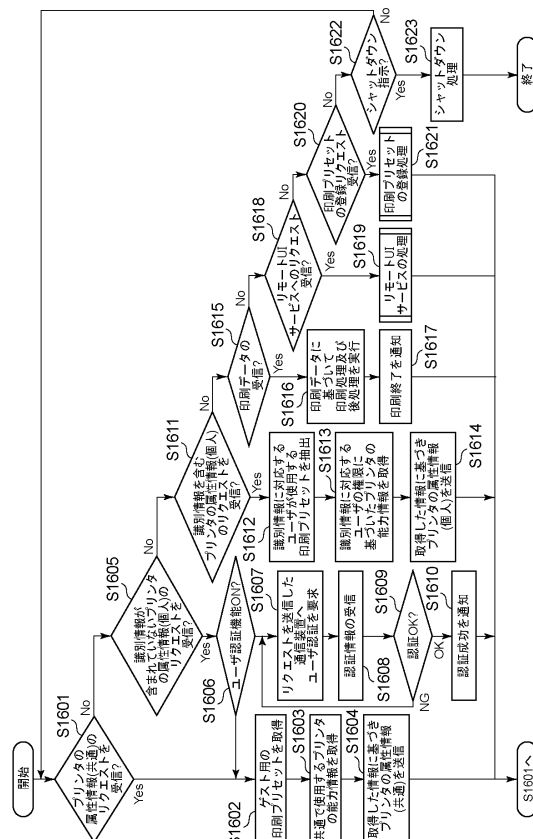 開始
S1601
プリンタの
属性情報(共通)の
リクエストを
受信?
No
Yes
S1602
ゲスト用の
印刷プリセットを取得
S1603
共通で使用するプリンタ
の能力情報を取得
S1604
取得した情報に基づき
プリンタの属性情報
(共通)を送信
S1601へ
S1605
識別情報が
含まれていないプリンタ
の属性情報(個人)の
リクエストを
受信?
No
Yes
S1606
ユーザ認証機能ON?
S1607
リクエストを送信した
通信装置へ
ユーザ認証を要求
S1608
認証情報の受信
S1609
認証OK?
NG
OK
S1610
認証成功を通知
S1611
識別情報を含む
プリンタの属性情報(個人)
のリクエストを
受信?
No
Yes
S1612
識別情報に対応する
ユーザが使用する
印刷プリセットを抽出
S1613
識別情報に対応する
ユーザの権限に
基づいたプリンタの
能力情報を取得
S1614
取得した情報に基づき
プリンタの属性情報
(個人)を送信
S1615
印刷データの
受信?
No
Yes
S1616
印刷データに
基づいて
印刷処理及び
後処理を実行
S1617
印刷終了を通知
S1618
リモートUI
サービスへのリクエスト
受信?
No
Yes
S1619
リモートUI
サービスの処理
S1620
印刷プリセット
の登録リクエスト
受信?
No
Yes
S1621
印刷プリセット
の登録処理
S1622
シャットダウン
指示?
No
Yes
S1623
シャットダウン
処理
終了